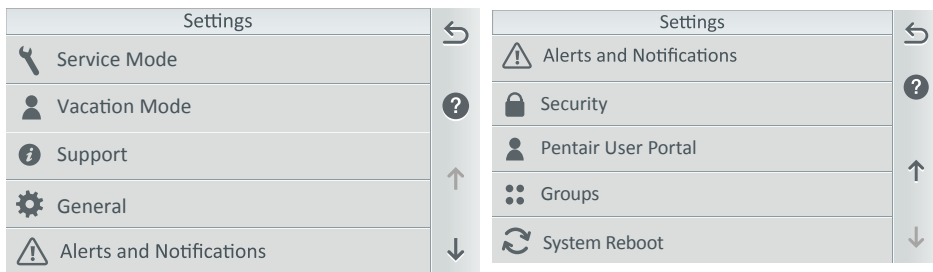 Settings
Service Mode
Vacation Mode
Support
General
Alerts and Notifications
Settings
Alerts and Notifications
Security
Pentair User Portal
Groups
System Reboot